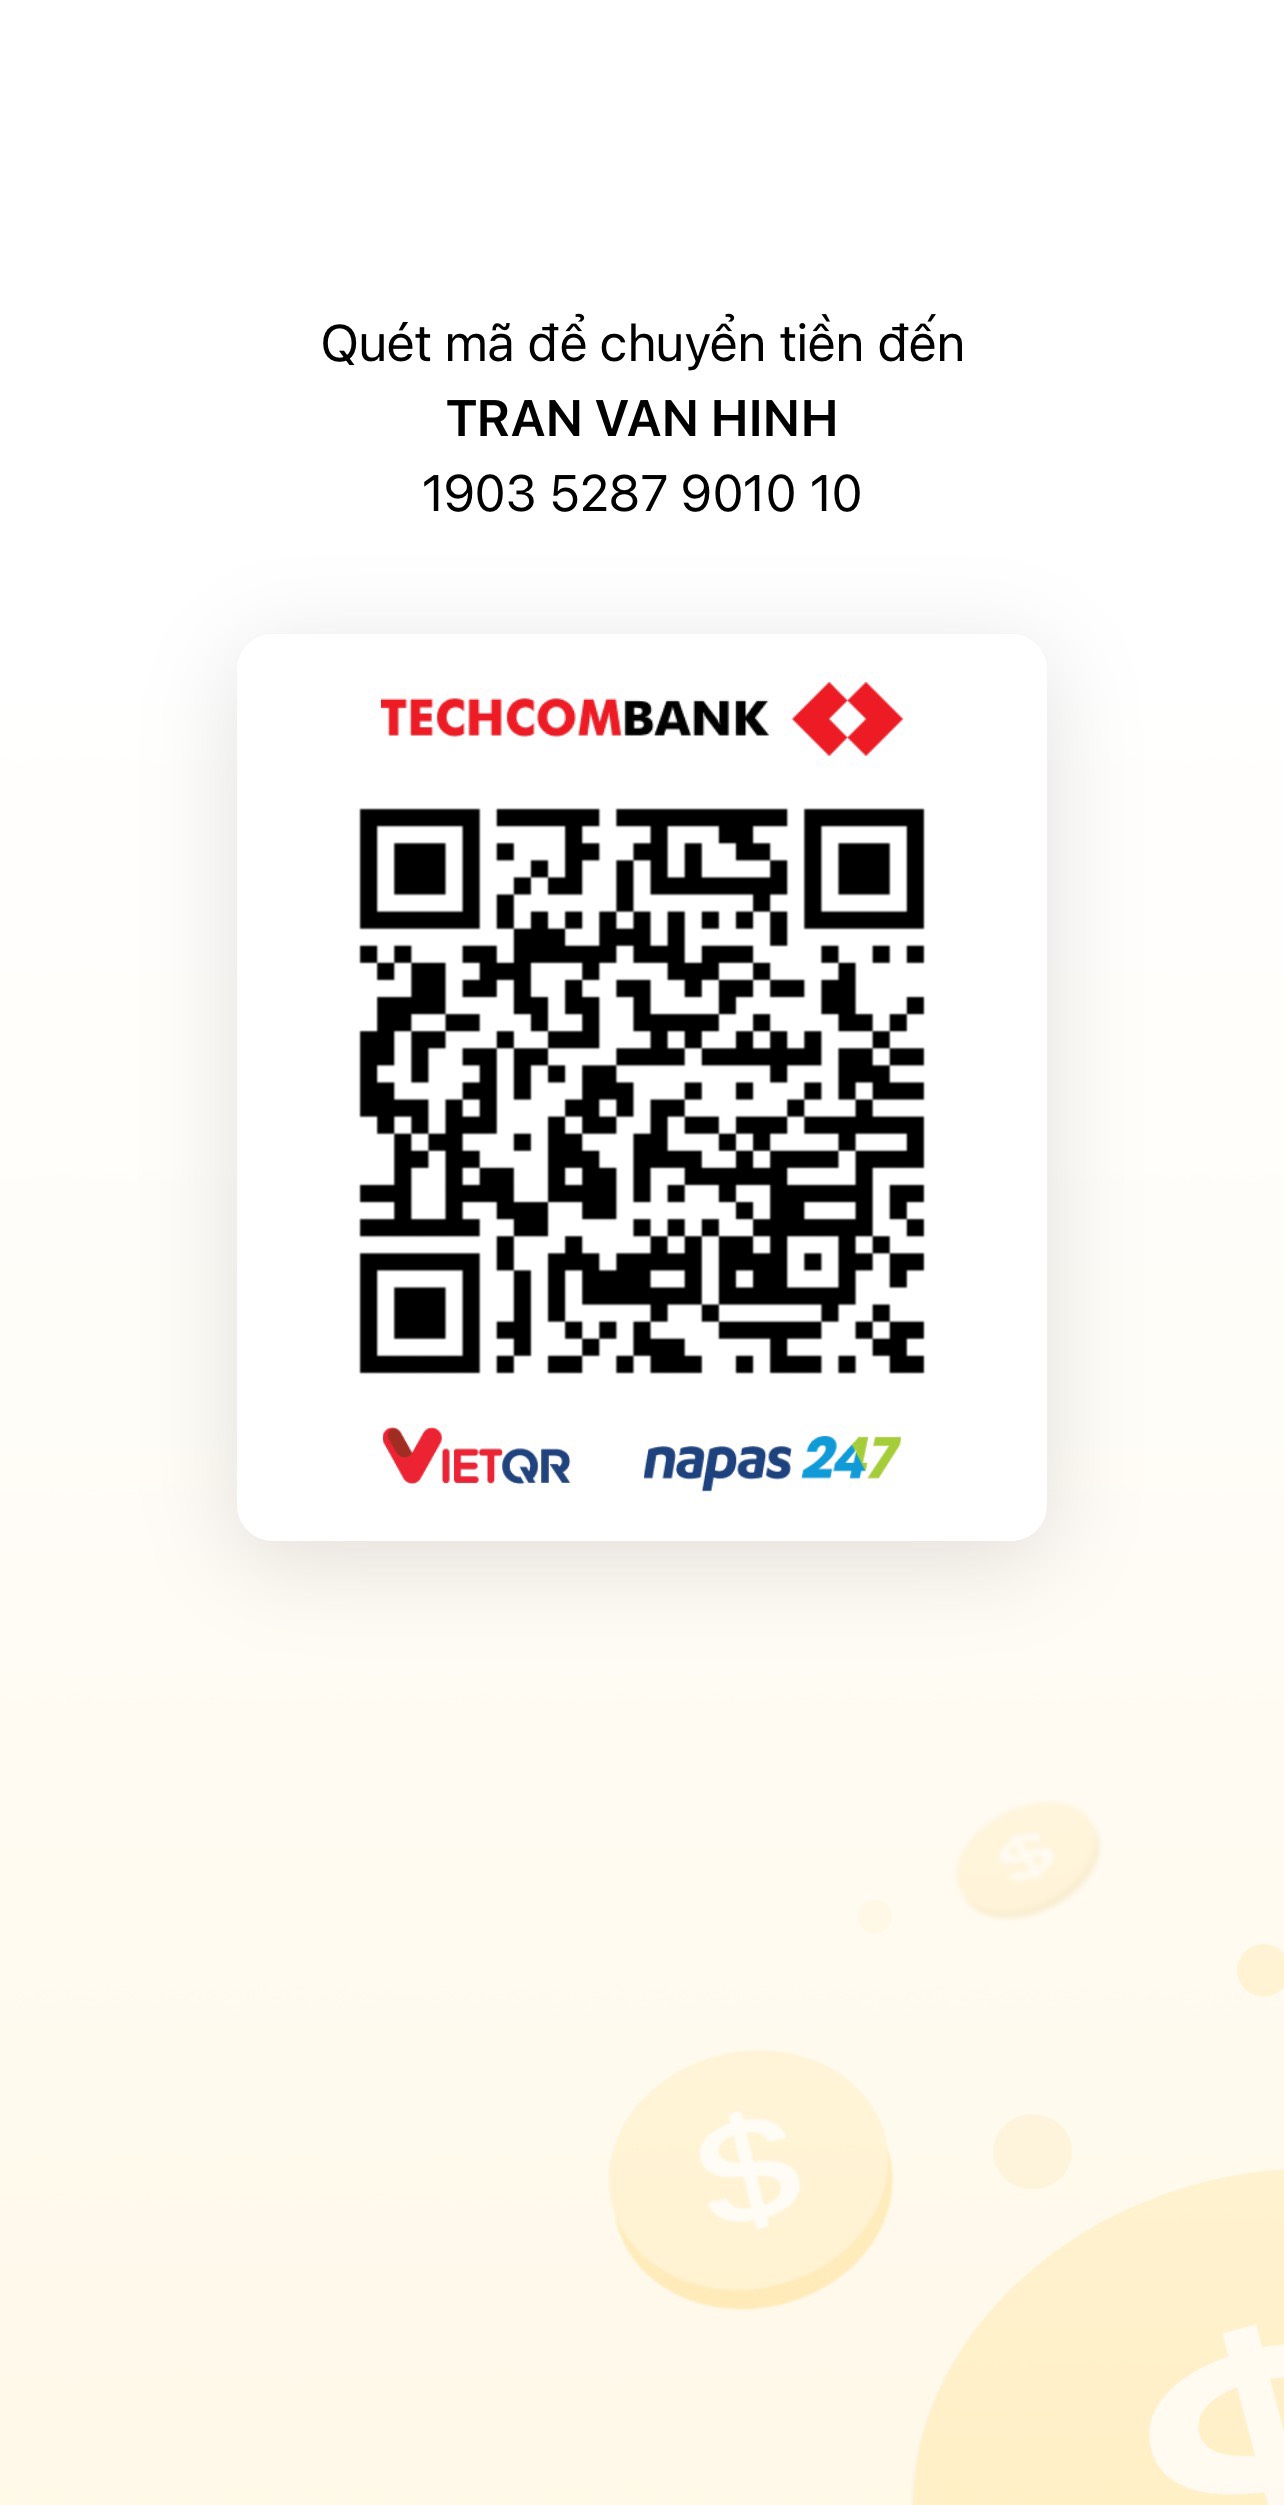 Quét mã để chuyển tiền đến
TRAN VAN HINH
1903 5287 9010 10
TECHCOMBANK
VIETQR
napas 247